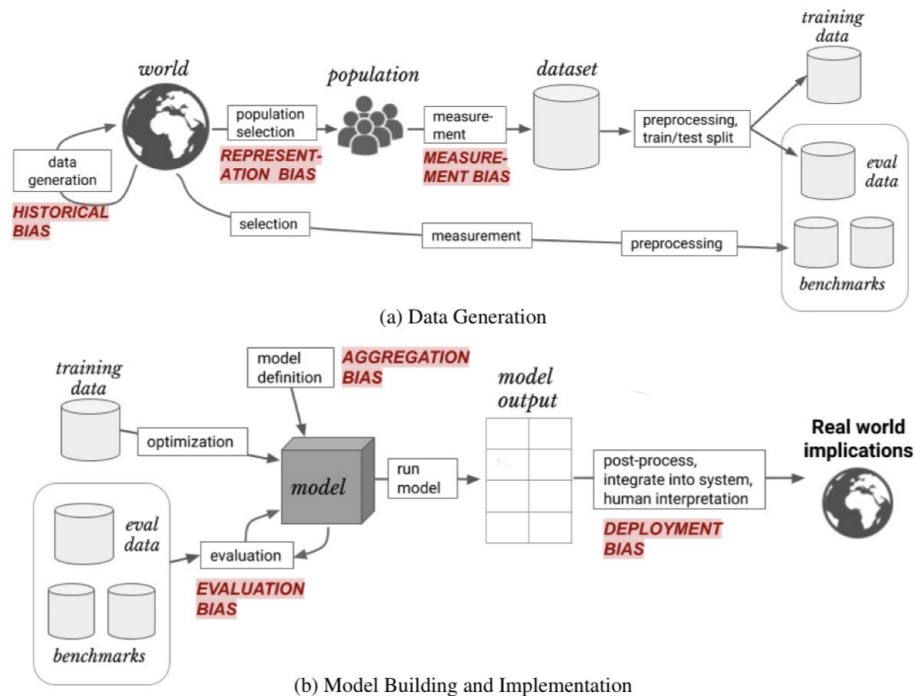 training
data
world
population
dataset
population
selection
measure-
ment
preprocessing,
train/test split
REPRESENT-
ATION BIAS
MEASURE-
MENT BIAS
data
generation
eval
data
HISTORICAL
BIAS
selection
measurement
preprocessing
benchmarks
(a) Data Generation
training
data
model
definition
AGGREGATION
BIAS
model
output
optimization
Real world
implications
model
run
model
post-process,
integrate into system,
human interpretation
eval
data
evaluation
DEPLOYMENT
BIAS
EVALUATION
BIAS
benchmarks
(b) Model Building and Implementation